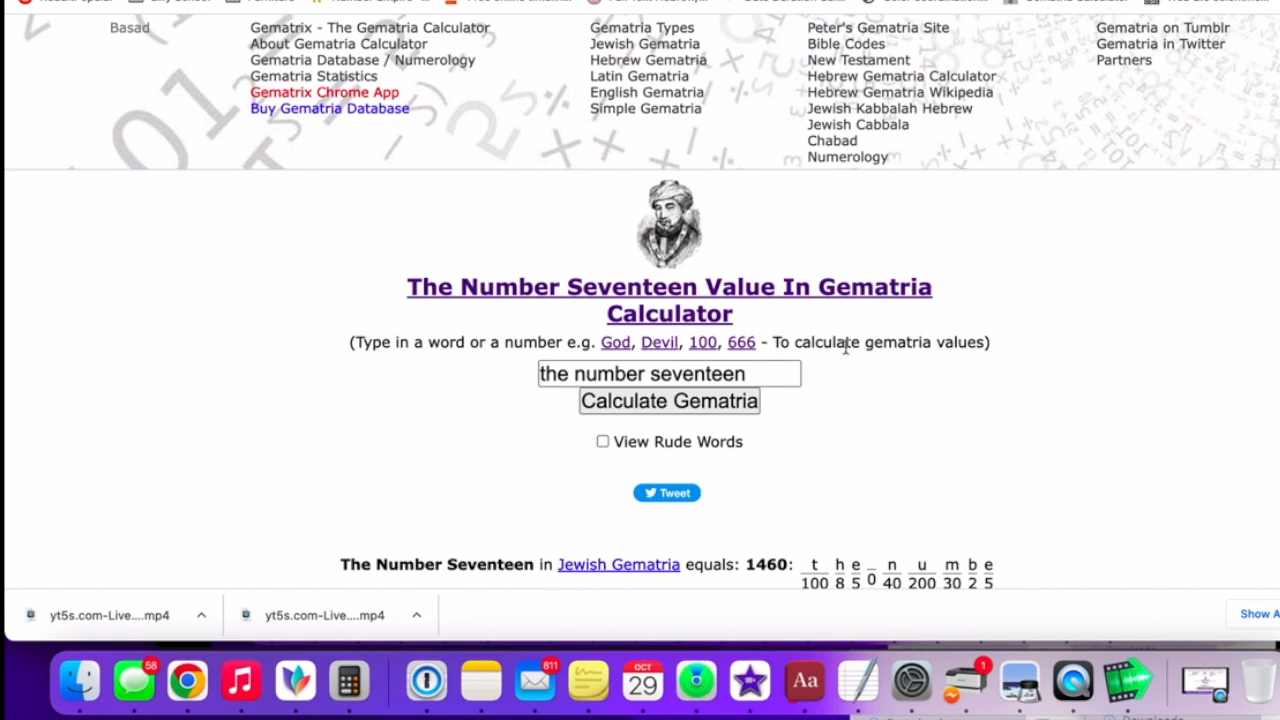 Basad
Gematrix - The Gematria Calculator
About Gematria Calculator
Gematria Database / Numerology
Gematria Statistics
Gematrix Chrome App
Buy Gematria Database
Gematria Types
Jewish Gematria
Hebrew Gematria
Latin Gematria
English Gematria
Simple Gematria
Peter's Gematria Site
Bible Codes
New Testament
Hebrew Gematria Calculator
Hebrew Gematria Wikipedia
Jewish Kabbalah Hebrew
Jewish Cabbala
Chabad
Numerology
Gematria on Tumblr
Gematria in Twitter
Partners
The Number Seventeen Value In Gematria
Calculator
(Type in a word or a number e.g. God, Devil, 100, 666 - To calculate gematria values)
the number seventeen
Calculate Gematria
View Rude Words
Tweet
The Number Seventeen in Jewish Gematria equals: 1460: t h e _ n u m b e
100 8 5 0 40 200 30 2 5
yt5s.com-Live....mp4
yt5s.com-Live....mp4
Show A
58
811
OCT
29
Aa
1